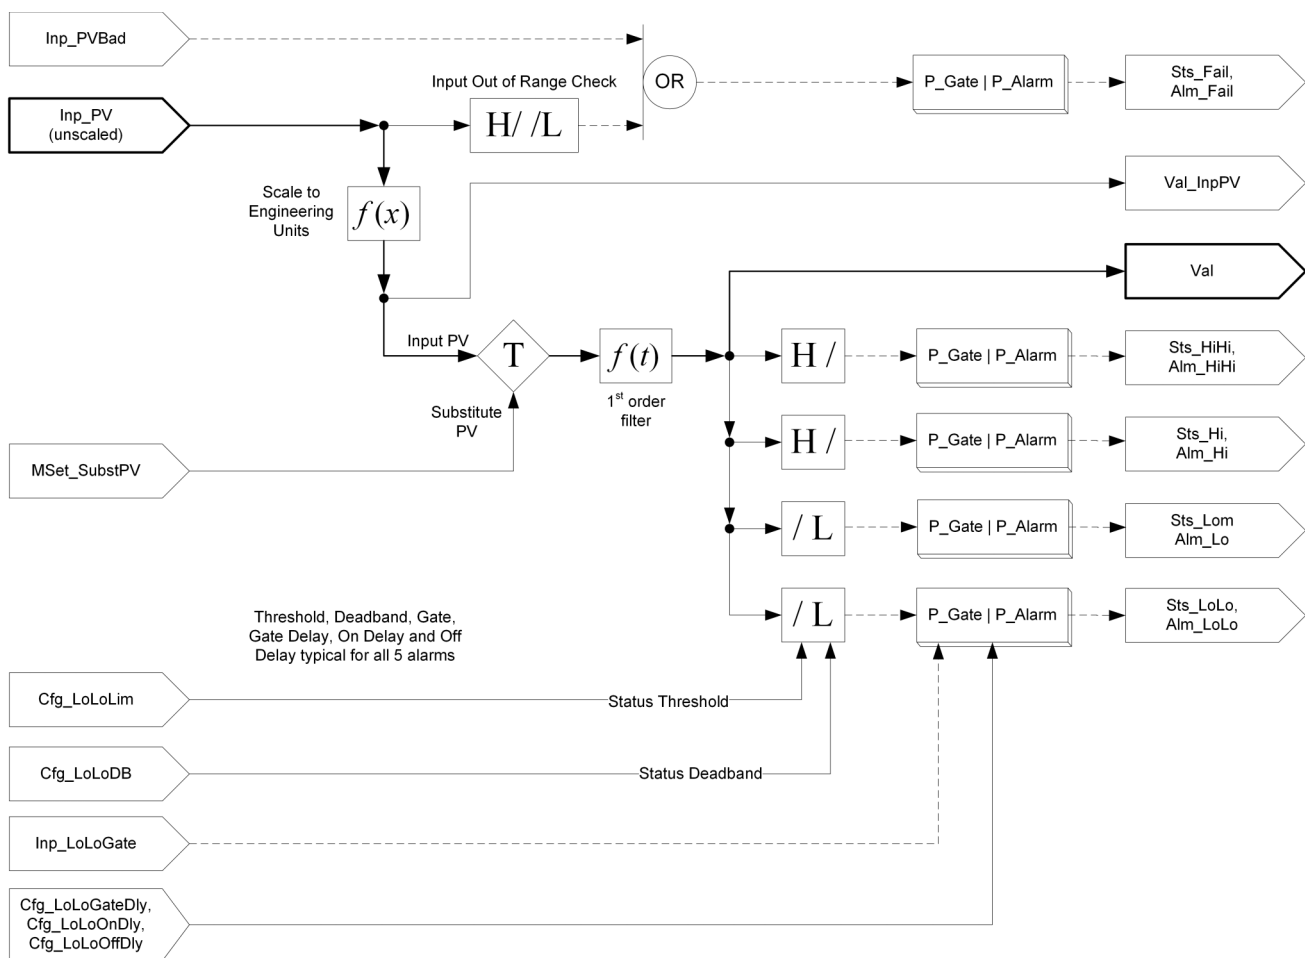 Inp_PVBad
Input Out of Range Check
OR
P_Gate | P_Alarm
Sts_Fail,
Alm_Fail
Inp_PV
(unscaled)
H/ /L
Scale to
Engineering
Units
f(x)
Val_InpPV
Val
Input PV
T
f(t)
1st order
filter
H /
P_Gate | P_Alarm
Sts_HiHi,
Alm_HiHi
Substitute
PV
MSet_SubstPV
H /
P_Gate | P_Alarm
Sts_Hi,
Alm_Hi
/ L
P_Gate | P_Alarm
Sts_Lom
Alm_Lo
/ L
P_Gate | P_Alarm
Sts_LoLo,
Alm_LoLo
Threshold, Deadband, Gate,
Gate Delay, On Delay and Off
Delay typical for all 5 alarms
Cfg_LoLoLim
Status Threshold
Cfg_LoLoDB
Status Deadband
Inp_LoLoGate
Cfg_LoLoGateDly,
Cfg_LoLoOnDly,
Cfg_LoLoOffDly